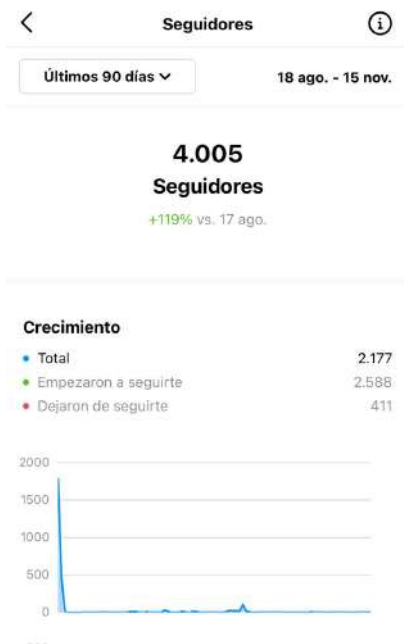 Seguidores
Últimos 90 días
18 ago. - 15 nov.
4.005
Seguidores
+119% vs. 17 ago.
Crecimiento
Total 2.177
Empezaron a seguirte 2.588
Dejaron de seguirte 411
2000
1500
1000
500
0